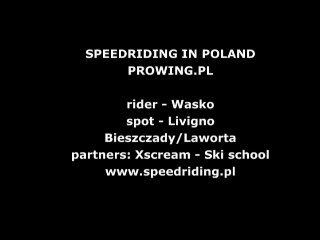 SPEEDRIDING IN POLAND
PROWING.PL
rider - Wasko
spot - Livigno
Bieszczady/Laworta
partners: Xscream - Ski school
www.speedriding.pl